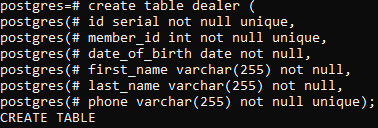 postgres=# create table dealer (
postgres(# id serial not null unique,
postgres(# member_id int not null unique,
postgres(# date_of_birth date not null,
postgres(# first_name varchar(255) not null,
postgres(# last_name varchar(255) not null,
postgres(# phone varchar(255) not null unique);
CREATE TABLE